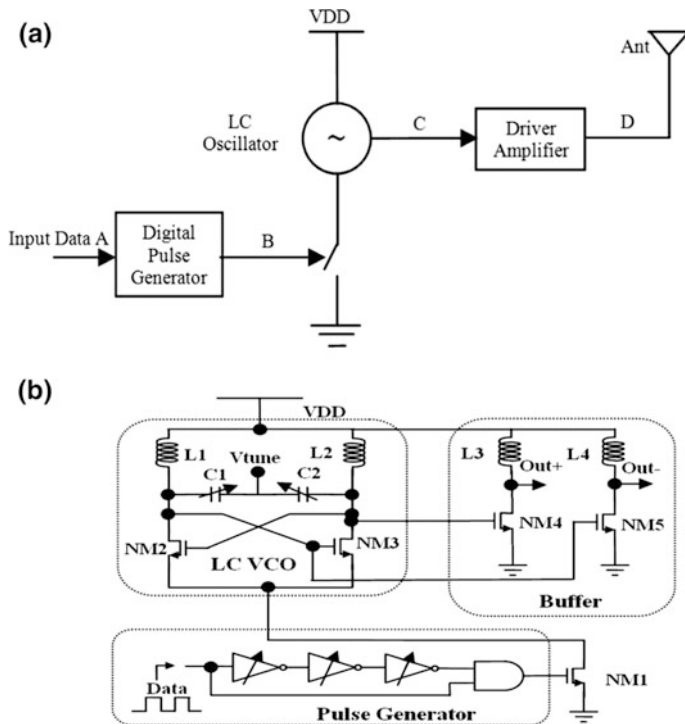 (a)
VDD
Ant
LC
Oscillator
~
C
Driver
Amplifier
D
Input Data A
Digital
Pulse
Generator
B
(b)
VDD
L1
L2
L3
L4
Vtune
C1
C2
Out+
Out-
NM2
NM3
NM4
NM5
LC VCO
Buffer
Data
NM1
Pulse Generator